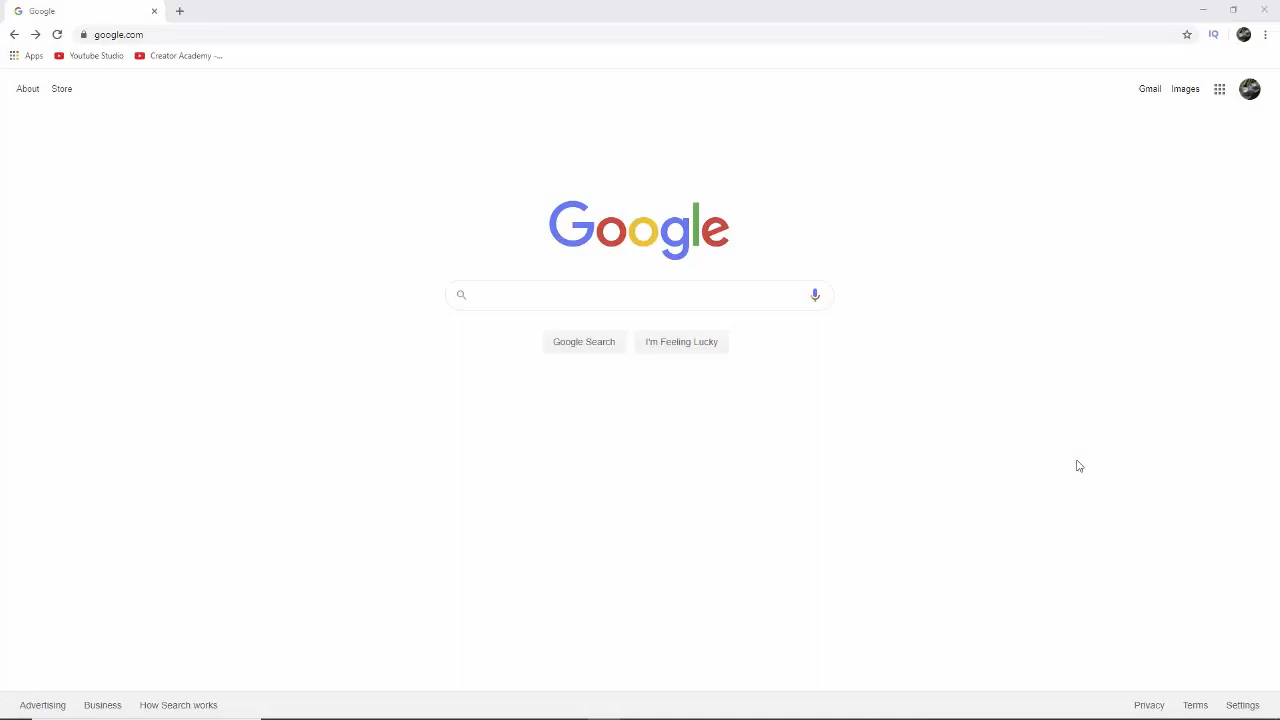 Google
google.com
Apps Youtube Studio Creator Academy -...
About Store Gmail Images
Google
Google Search I'm Feeling Lucky
Advertising Business How Search works Privacy Terms Settings
IQ